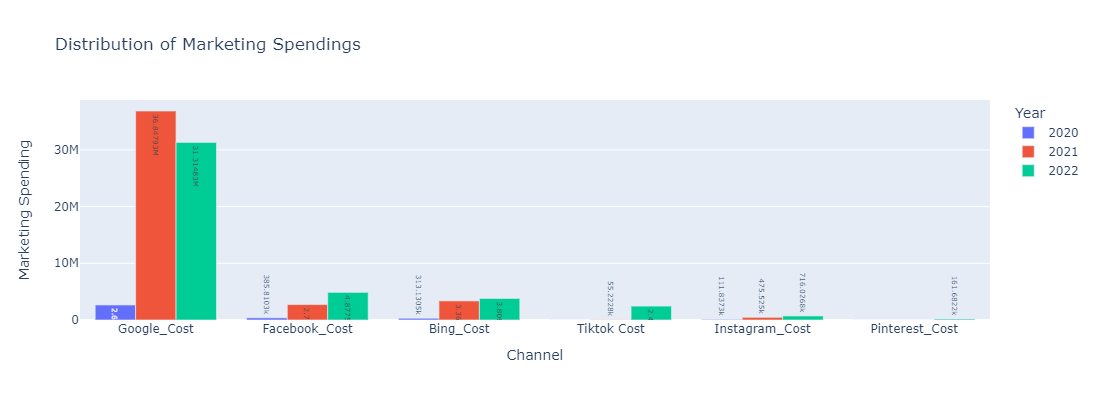 Distribution of Marketing Spendings
Year
2020
2021
2022
Marketing Spending
30M
20M
10M
0
36.84793M
31.31483M
385.8103k
313.1305k
55.2228k
111.8373k
475.525k
716.0268k
161.6822k
Google_Cost
Facebook_Cost
Bing_Cost
Tiktok Cost
Instagram_Cost
Pinterest_Cost
Channel